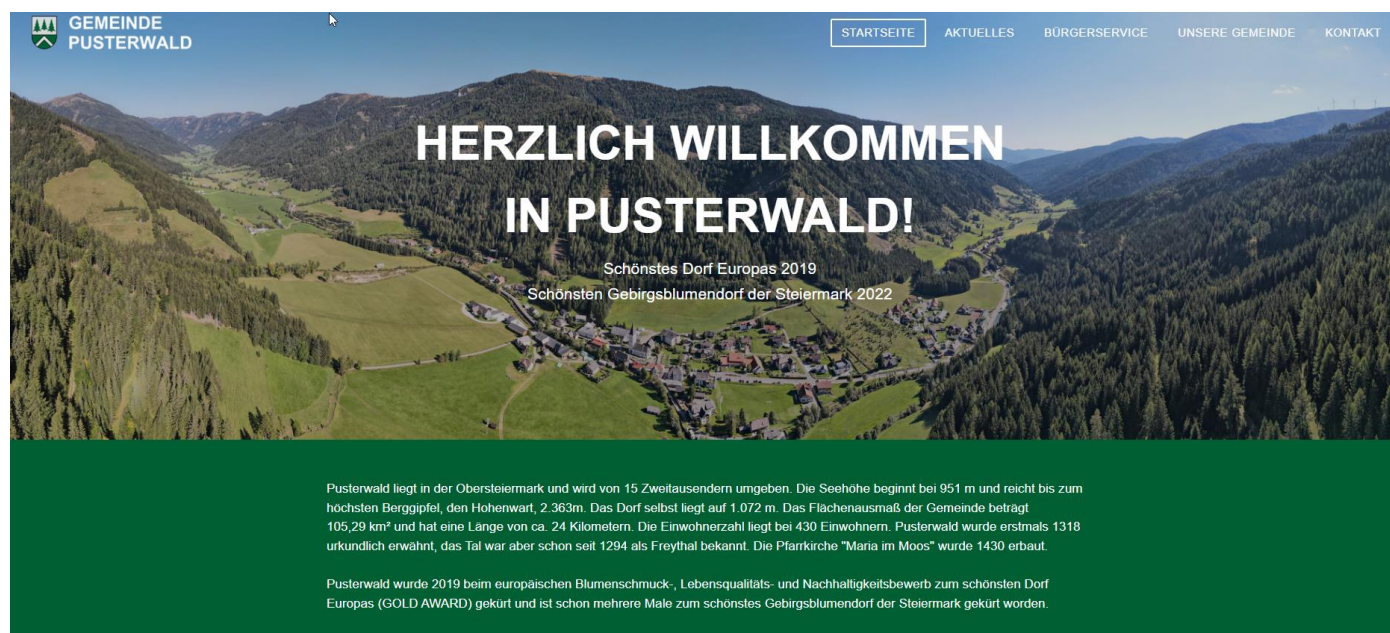 GEMEINDE
PUSTERWALD
STARTSEITE AKTUELLES BÜRGERSERVICE UNSERE GEMEINDE KONTAKT
HERZLICH WILLKOMMEN
IN PUSTERWALD!
Schönstes Dorf Europas 2019
Schönsten Gebirgsblumendorf der Steiermark 2022
Pusterwald liegt in der Obersteiermark und wird von 15 Zweitausendern umgeben. Die Seehöhe beginnt bei 951 m und reicht bis zum
höchsten Berggipfel, den Hohenwart, 2.363m. Das Dorf selbst liegt auf 1.072 m. Das Flächenausmaß der Gemeinde beträgt
105,29 km² und hat eine Länge von ca. 24 Kilometern. Die Einwohnerzahl liegt bei 430 Einwohnern. Pusterwald wurde erstmals 1318
urkundlich erwähnt, das Tal war aber schon seit 1294 als Freythal bekannt. Die Pfarrkirche "Maria im Moos" wurde 1430 erbaut.
Pusterwald wurde 2019 beim europäischen Blumenschmuck-, Lebensqualitäts- und Nachhaltigkeitsbewerb zum schönsten Dorf
Europas (GOLD AWARD) gekürt und ist schon mehrere Male zum schönstes Gebirgsblumendorf der Steiermark gekürt worden.